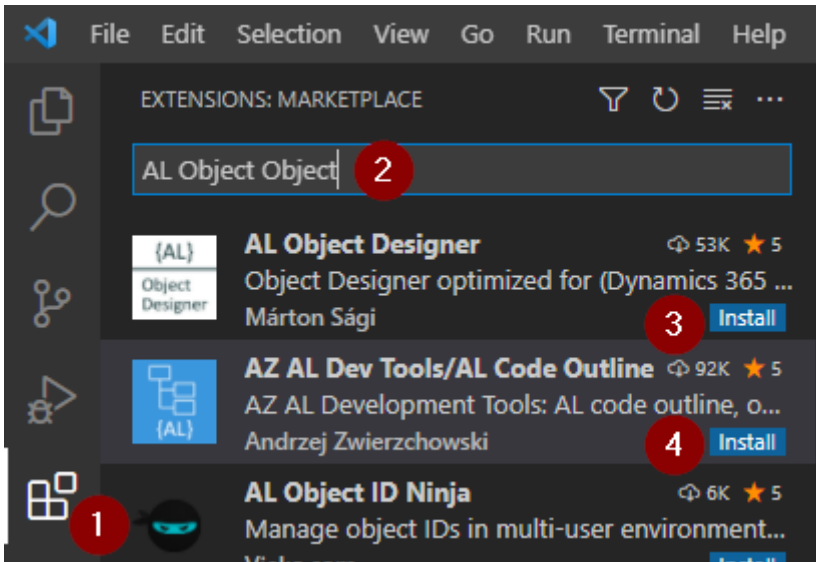 File Edit Selection View Go Run Terminal Help
EXTENSIONS: MARKETPLACE
AL Object Object
2
{AL}
Object
Designer
AL Object Designer
53K
5
Object Designer optimized for (Dynamics 365 ...
Márton Sági
3
Install
{AL}
AZ AL Dev Tools/AL Code Outline
92K
5
AZ AL Development Tools: AL code outline, o...
Andrzej Zwierzchowski
4
Install
1
AL Object ID Ninja
6K
5
Manage object IDs in multi-user environment...